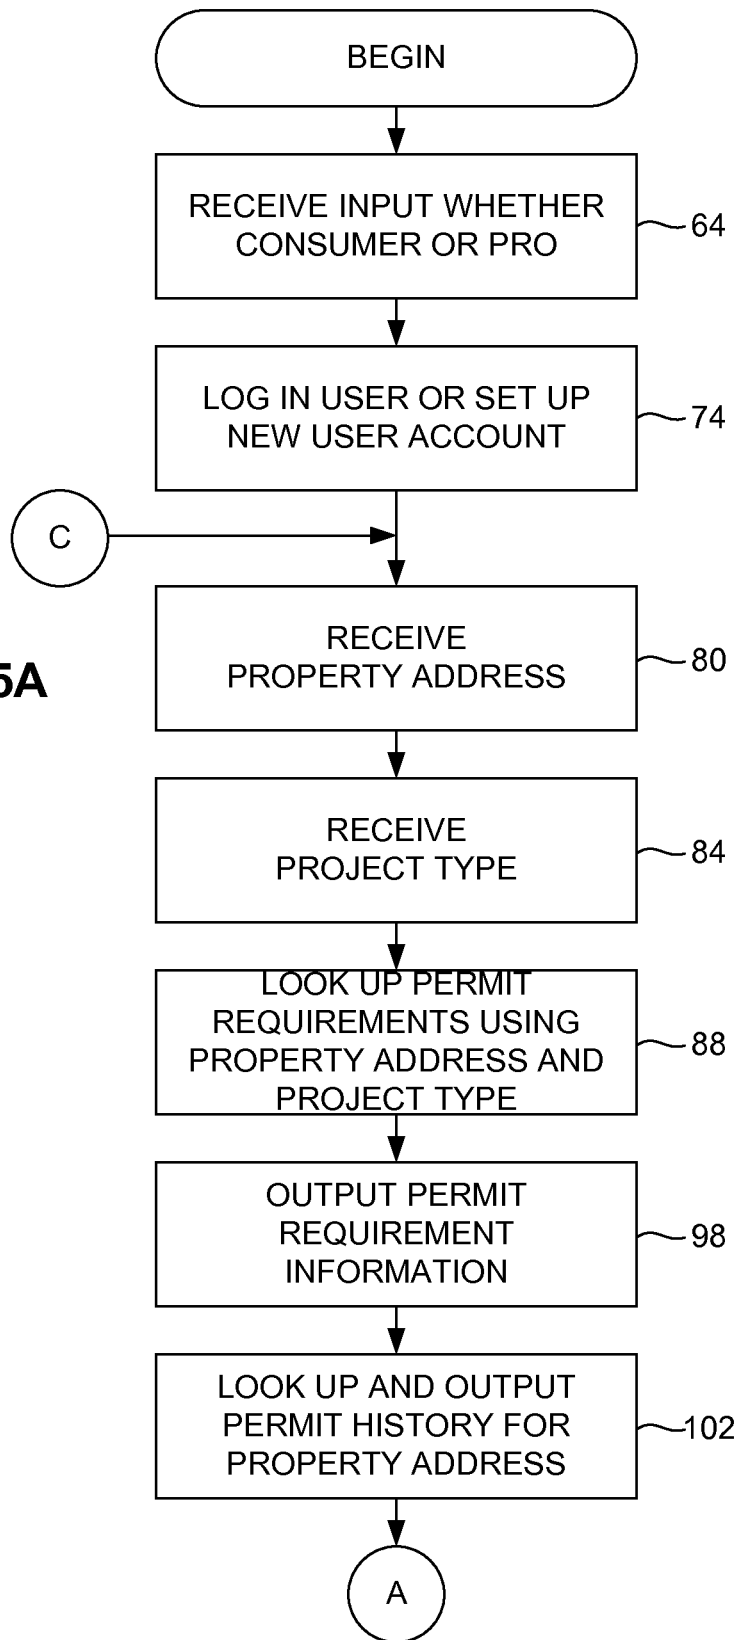 BEGIN
RECEIVE INPUT WHETHER
CONSUMER OR PRO
64
LOG IN USER OR SET UP
NEW USER ACCOUNT
74
C
RECEIVE
PROPERTY ADDRESS
80
5A
RECEIVE
PROJECT TYPE
84
LOOK UP PERMIT
REQUIREMENTS USING
PROPERTY ADDRESS AND
PROJECT TYPE
88
OUTPUT PERMIT
REQUIREMENT
INFORMATION
98
LOOK UP AND OUTPUT
PERMIT HISTORY FOR
PROPERTY ADDRESS
102
A